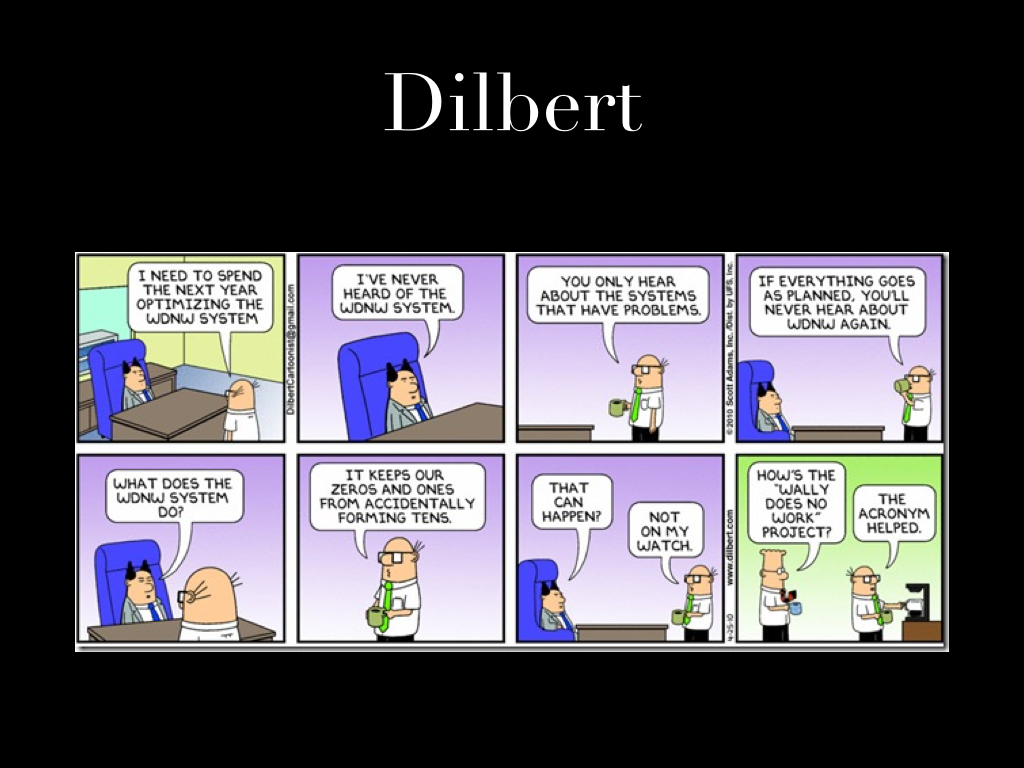 Dilbert
I NEED TO SPEND
THE NEXT YEAR
OPTIMIZING THE
WDNW SYSTEM
DilbertCartoonist@gmail.com
I'VE NEVER
HEARD OF THE
WDNW SYSTEM.
YOU ONLY HEAR
ABOUT THE SYSTEMS
THAT HAVE PROBLEMS.
©2010 Scott Adams, Inc./Dist. by UFS, Inc.
IF EVERYTHING GOES
AS PLANNED, YOU'LL
NEVER HEAR ABOUT
WDNW AGAIN.
WHAT DOES THE
WDNW SYSTEM
DO?
IT KEEPS OUR
ZEROS AND ONES
FROM ACCIDENTALLY
FORMING TENS.
THAT
CAN
HAPPEN?
NOT
ON MY
WATCH.
4-25-10 www.dilbert.com
HOW'S THE
"WALLY
DOES NO
WORK"
PROJECT?
THE
ACRONYM
HELPED.